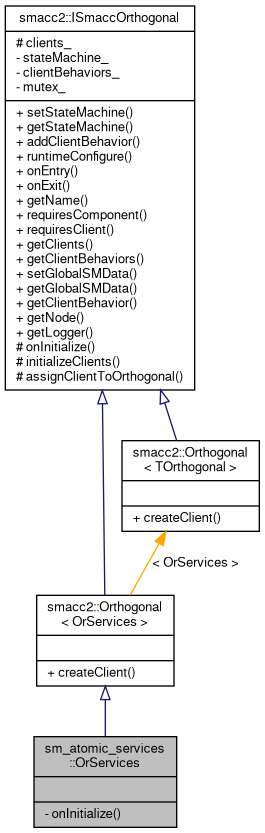 smacc2::ISmaccOrthogonal
# clients_
- stateMachine_
- clientBehaviors_
- mutex_
+ setStateMachine()
+ getStateMachine()
+ addClientBehavior()
+ runtimeConfigure()
+ onEntry()
+ onExit()
+ getName()
+ requiresComponent()
+ requiresClient()
+ getClients()
+ getClientBehaviors()
+ setGlobalSMData()
+ getGlobalSMData()
+ getClientBehavior()
+ getNode()
+ getLogger()
# onInitialize()
# initializeClients()
# assignClientToOrthogonal()
smacc2::Orthogonal
< TOrthogonal >
+ createClient()
< OrServices >
smacc2::Orthogonal
< OrServices >
+ createClient()
sm_atomic_services
::OrServices
- onInitialize()